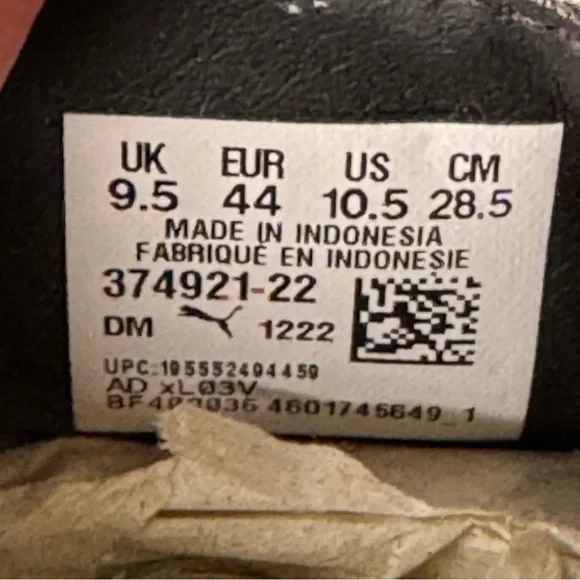 UK EUR US CM
9.5 44 10.5 28.5
MADE IN INDONESIA
FABRIQUÉ EN INDONESIE
374921-22
DM 1222
UPC:195552494459
AD xL03V
4601745649_1